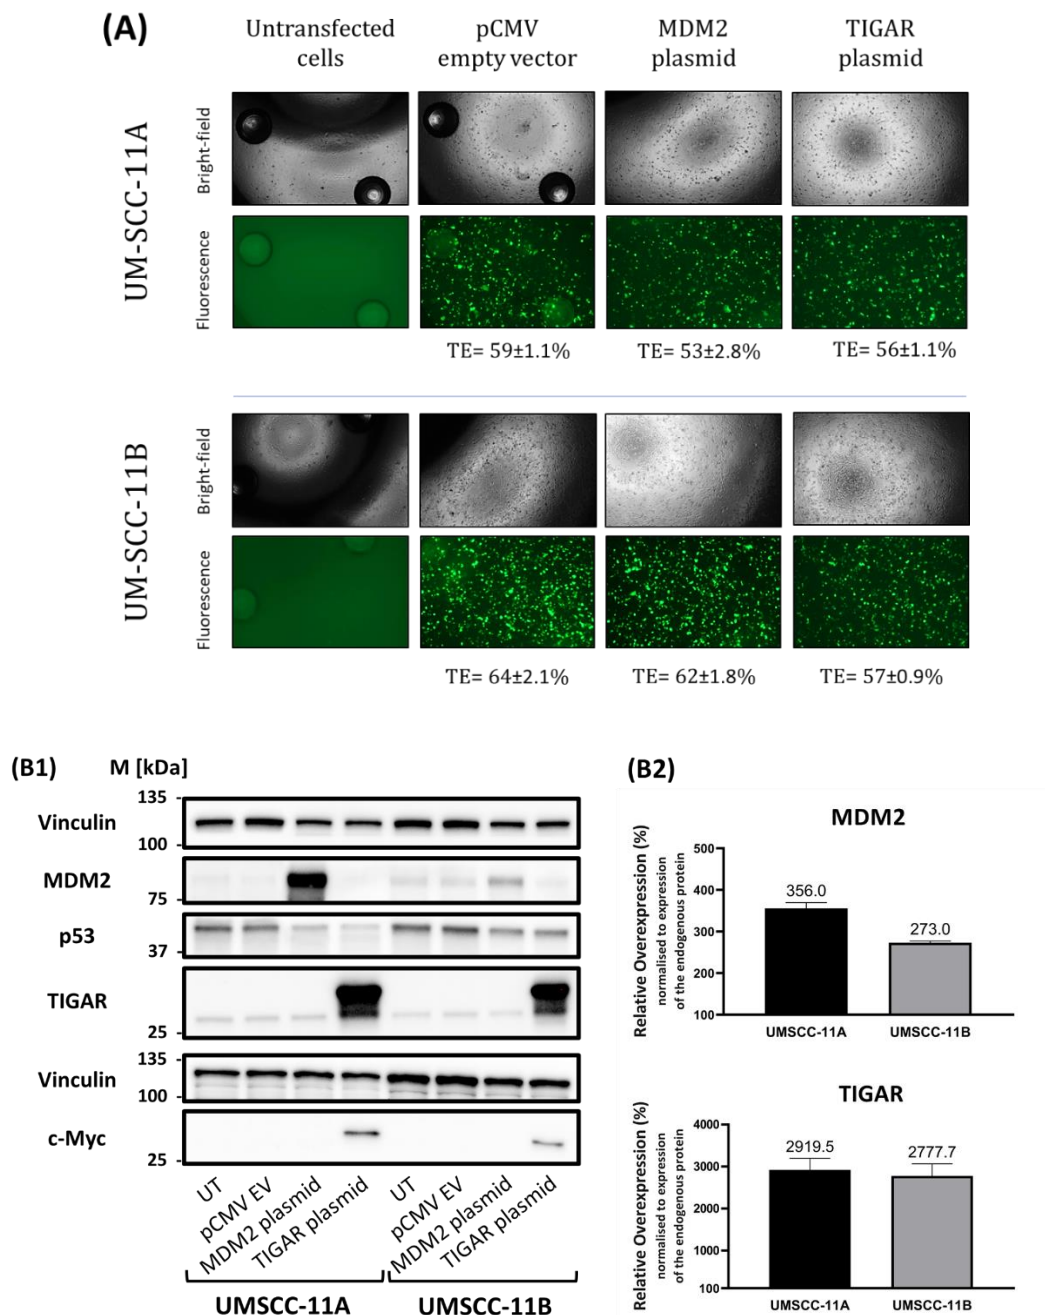 (A)
Untransfected cells
pCMV empty vector
MDM2 plasmid
TIGAR plasmid
UM-SCC-11A
Bright-field
Fluorescence
TE= 59±1.1%
TE= 53±2.8%
TE= 56±1.1%
UM-SCC-11B
Bright-field
Fluorescence
TE= 64±2.1%
TE= 62±1.8%
TE= 57±0.9%
(B1)
M [kDa]
Vinculin
135 -
100 -
MDM2
75 -
p53
37 -
TIGAR
25 -
Vinculin
135 -
100 -
c-Myc
25 -
UT
pCMV EV
MDM2 plasmid
TIGAR plasmid
UT
pCMV EV
MDM2 plasmid
TIGAR plasmid
UMSCC-11A
UMSCC-11B
(B2)
MDM2
Relative Overexpression (%)
normalised to expression
of the endogenous protein
500
400
300
200
100
356.0
273.0
UMSCC-11A
UMSCC-11B
TIGAR
Relative Overexpression (%)
normalised to expression
of the endogenous protein
4000
3000
2000
1000
100
2919.5
2777.7
UMSCC-11A
UMSCC-11B